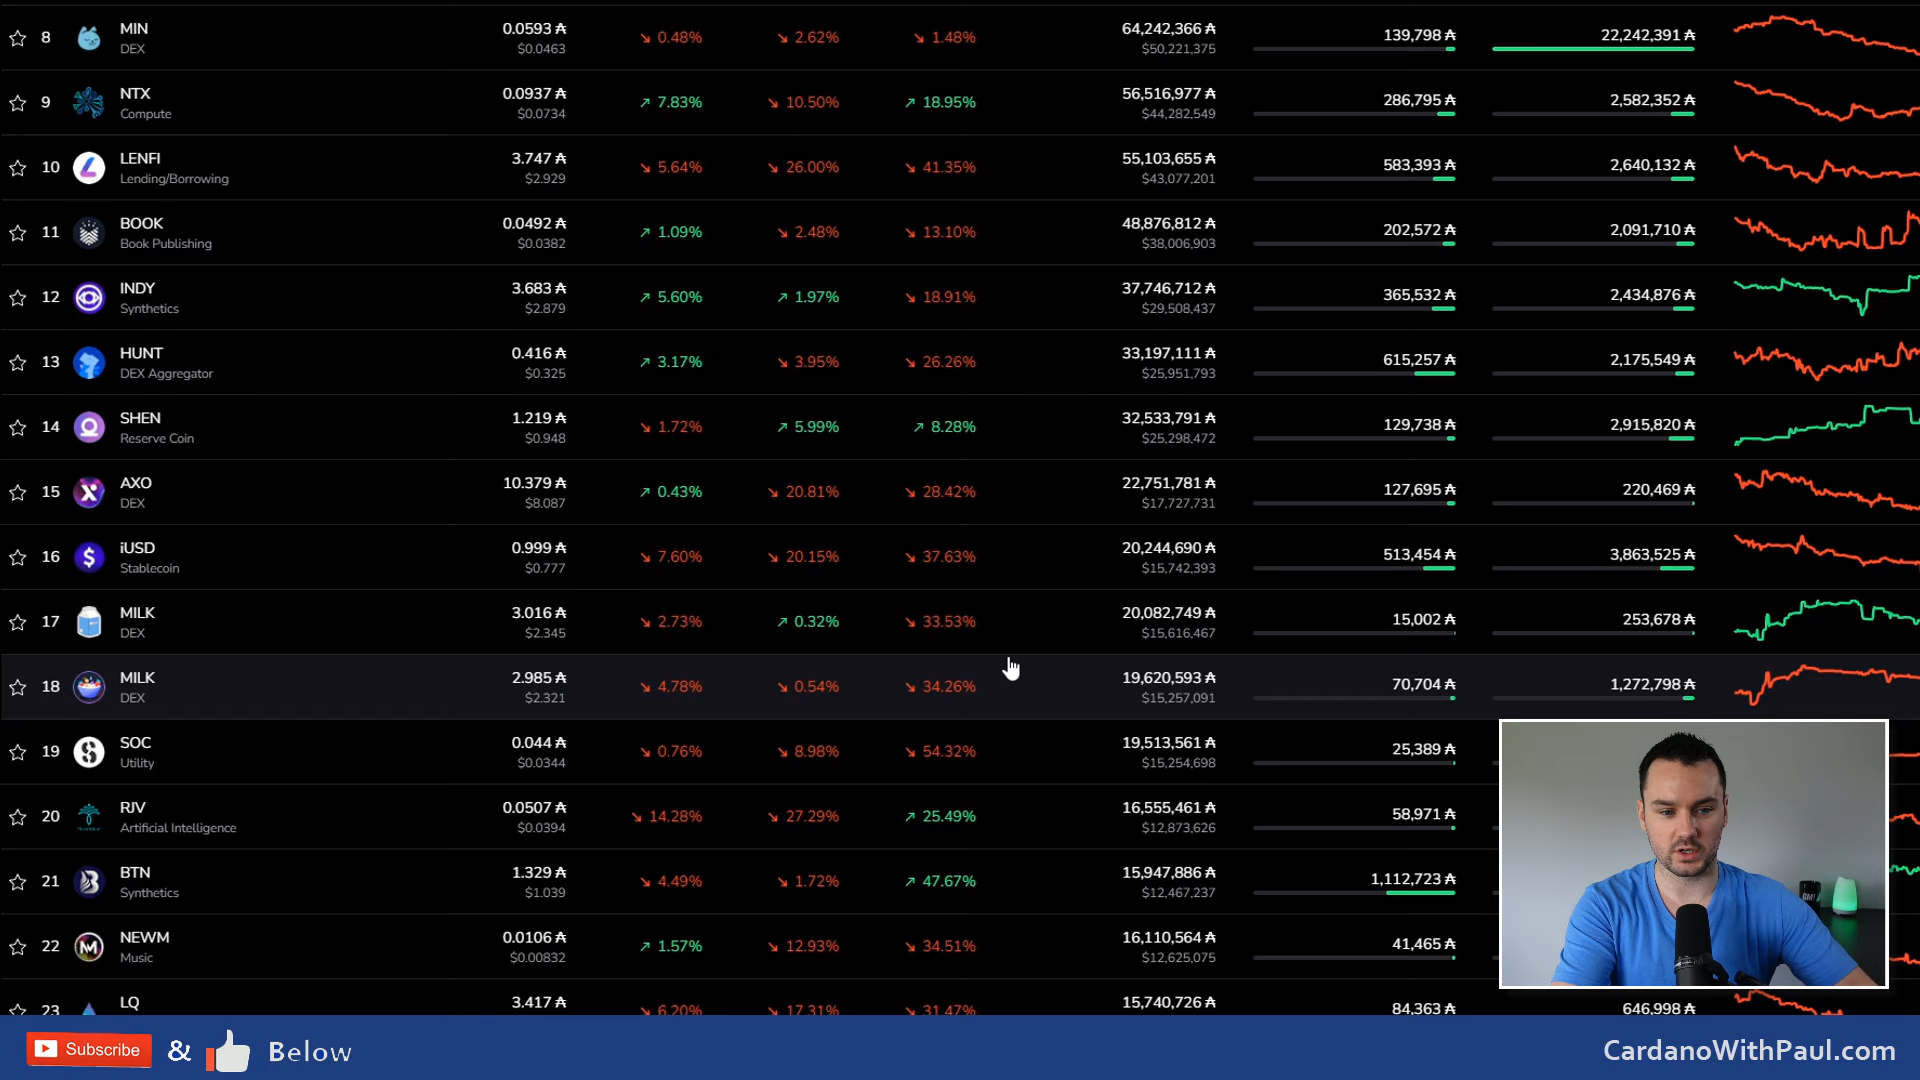 8 MIN 0.0593 ₳ ↘ 0.48% ↘ 2.62% ↘ 1.48% 64,242,366 ₳ 139,798 ₳ 22,242,391 ₳
DEX $0.0463 $50,221,375
9 NTX 0.0937 ₳ ↗ 7.83% ↘ 10.50% ↗ 18.95% 56,516,977 ₳ 286,795 ₳ 2,582,352 ₳
Compute $0.0734 $44,282,549
10 LENFI 3.747 ₳ ↘ 5.64% ↘ 26.00% ↘ 41.35% 55,103,655 ₳ 583,393 ₳ 2,640,132 ₳
Lending/Borrowing $2.929 $43,077,201
11 BOOK 0.0492 ₳ ↗ 1.09% ↘ 2.48% ↘ 13.10% 48,876,812 ₳ 202,572 ₳ 2,091,710 ₳
Book Publishing $0.0382 $38,006,903
12 INDY 3.683 ₳ ↗ 5.60% ↗ 1.97% ↘ 18.91% 37,746,712 ₳ 365,532 ₳ 2,434,876 ₳
Synthetics $2.879 $29,508,437
13 HUNT 0.416 ₳ ↗ 3.17% ↘ 3.95% ↘ 26.26% 33,197,111 ₳ 615,257 ₳ 2,175,549 ₳
DEX Aggregator $0.325 $25,951,793
14 SHEN 1.219 ₳ ↘ 1.72% ↗ 5.99% ↗ 8.28% 32,533,791 ₳ 129,738 ₳ 2,915,820 ₳
Reserve Coin $0.948 $25,298,472
15 AXO 10.379 ₳ ↗ 0.43% ↘ 20.81% ↘ 28.42% 22,751,781 ₳ 127,695 ₳ 220,469 ₳
DEX $8.087 $17,727,731
16 iUSD 0.999 ₳ ↘ 7.60% ↘ 20.15% ↘ 37.63% 20,244,690 ₳ 513,454 ₳ 3,863,525 ₳
Stablecoin $0.777 $15,742,393
17 MILK 3.016 ₳ ↘ 2.73% ↗ 0.32% ↘ 33.53% 20,082,749 ₳ 15,002 ₳ 253,678 ₳
DEX $2.345 $15,616,467
18 MILK 2.985 ₳ ↘ 4.78% ↘ 0.54% ↘ 34.26% 19,620,593 ₳ 70,704 ₳ 1,272,798 ₳
DEX $2.321 $15,257,091
19 SOC 0.044 ₳ ↘ 0.76% ↘ 8.98% ↘ 54.32% 19,513,561 ₳ 25,389 ₳
Utility $0.0344 $15,254,698
20 RJV 0.0507 ₳ ↘ 14.28% ↘ 27.29% ↗ 25.49% 16,555,461 ₳ 58,971 ₳
Artificial Intelligence $0.0394 $12,873,626
21 BTN 1.329 ₳ ↘ 4.49% ↘ 1.72% ↗ 47.67% 15,947,886 ₳ 1,112,723 ₳
Synthetics $1.039 $12,467,237
22 NEWM 0.0106 ₳ ↗ 1.57% ↘ 12.93% ↘ 34.51% 16,110,564 ₳ 41,465 ₳
Music $0.00832 $12,625,075
23 LQ 3.417 ₳ ↘ 6.20% ↘ 17.31% ↘ 31.47% 15,740,726 ₳ 84,363 ₳ 646,998 ₳
Subscribe & Below CardanoWithPaul.com